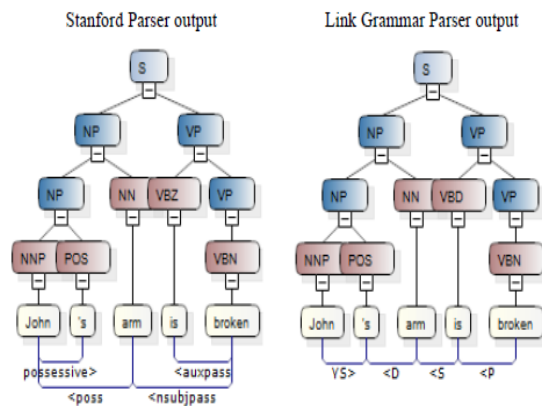 Stanford Parser output Link Grammar Parser output
S S
NP VP NP VP
NP NN VBZ VP NP NN VBD VP
NNP POS VBN NNP POS VBN
John 's arm is broken John 's arm is broken
possessive> <auxpass YS> <D <S <P
<poss <nsubjpass